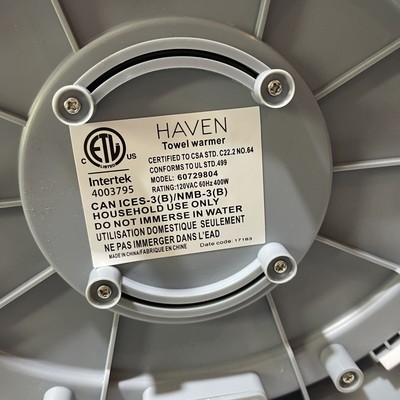 HAVEN
Towel warmer
C ETL US
LISTED
Intertek
4003795
CERTIFIED TO CSA STD. C22.2 NO.64
CONFORMS TO UL STD.499
MODEL: 60729804
RATING:120VAC 60Hz 400W
CAN ICES-3(B)/NMB-3(B)
HOUSEHOLD USE ONLY
DO NOT IMMERSE IN WATER
UTILISATION DOMESTIQUE SEULEMENT
NE PAS IMMERGER DANS L'EAD
MADE IN CHINA/FABRIQUE EN CHINE
Date code: 17183